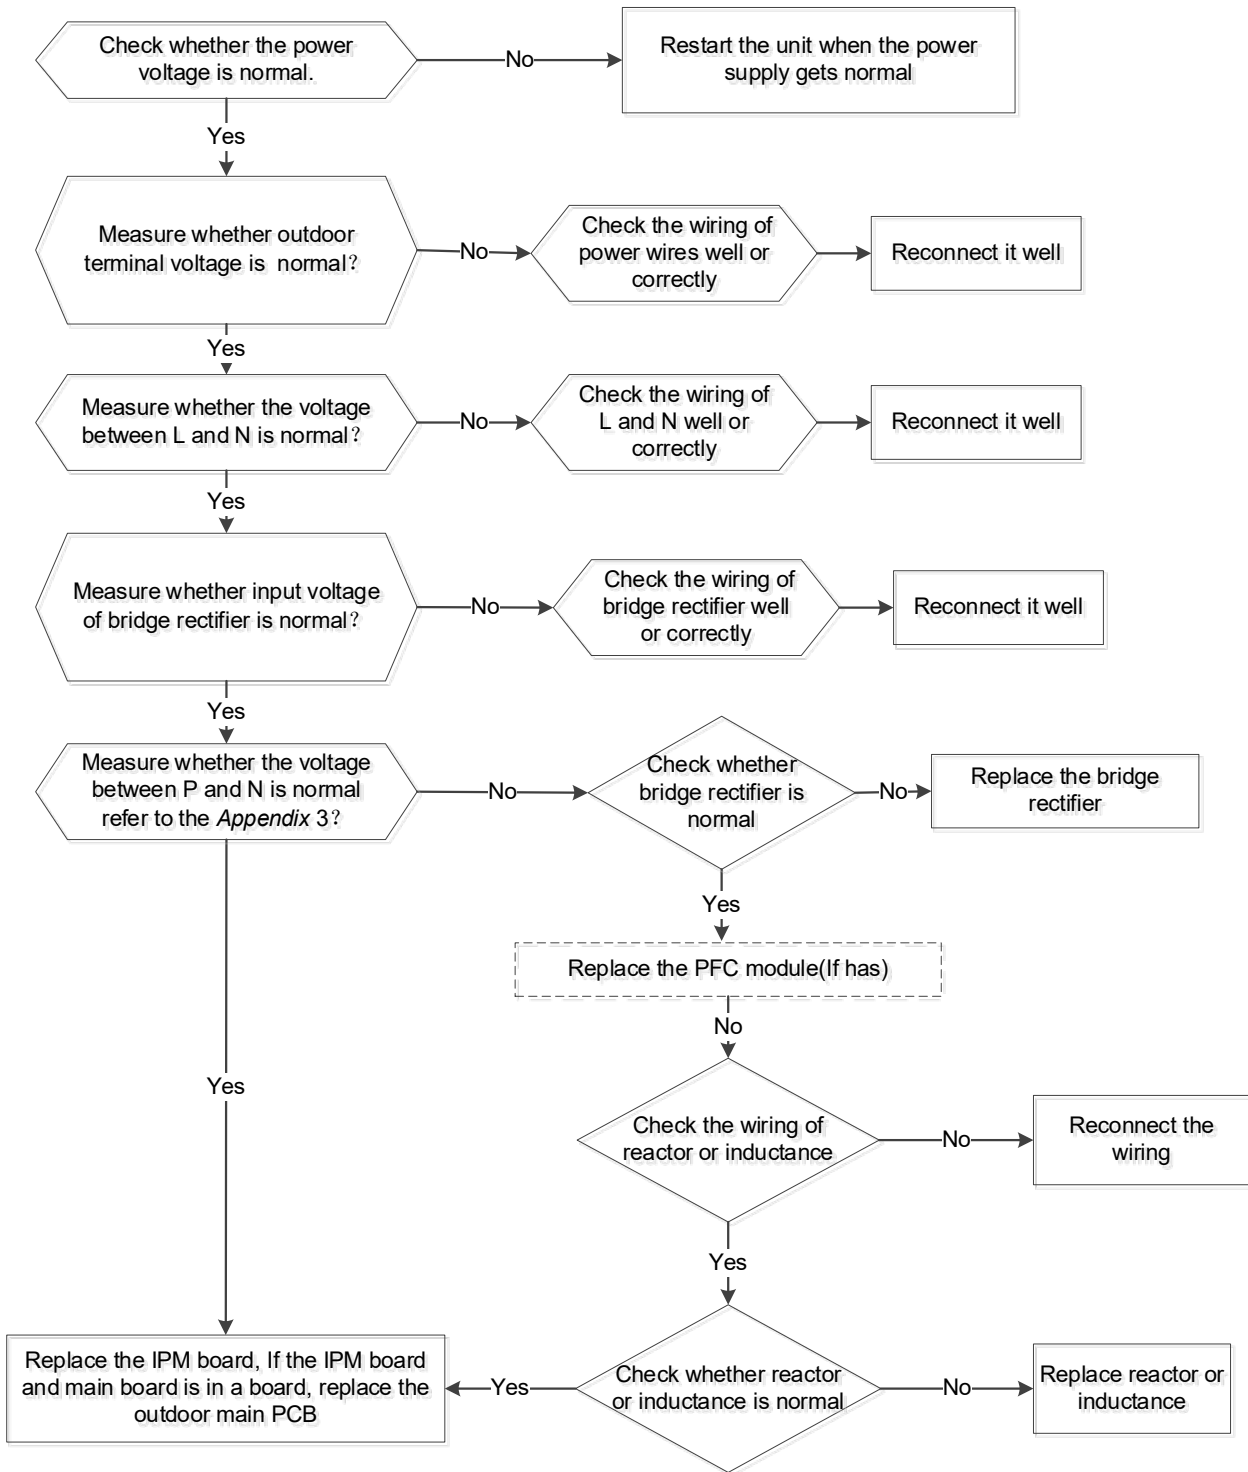 Check whether the power
voltage is normal.
No
Restart the unit when the power
supply gets normal
Yes
Measure whether outdoor
terminal voltage is normal？
No
Check the wiring of
power wires well or
correctly
Reconnect it well
Yes
Measure whether the voltage
between L and N is normal？
No
Check the wiring of
L and N well or
correctly
Reconnect it well
Yes
Measure whether input voltage
of bridge rectifier is normal？
No
Check the wiring of
bridge rectifier well
or correctly
Reconnect it well
Yes
Measure whether the voltage
between P and N is normal
refer to the Appendix 3？
No
Check whether
bridge rectifier is
normal
No
Replace the bridge
rectifier
Yes
Replace the PFC module(If has)
No
Yes
Check the wiring of
reactor or inductance
No
Reconnect the
wiring
Yes
Replace the IPM board, If the IPM board
and main board is in a board, replace the
outdoor main PCB
Yes
Check whether reactor
or inductance is normal
No
Replace reactor or
inductance